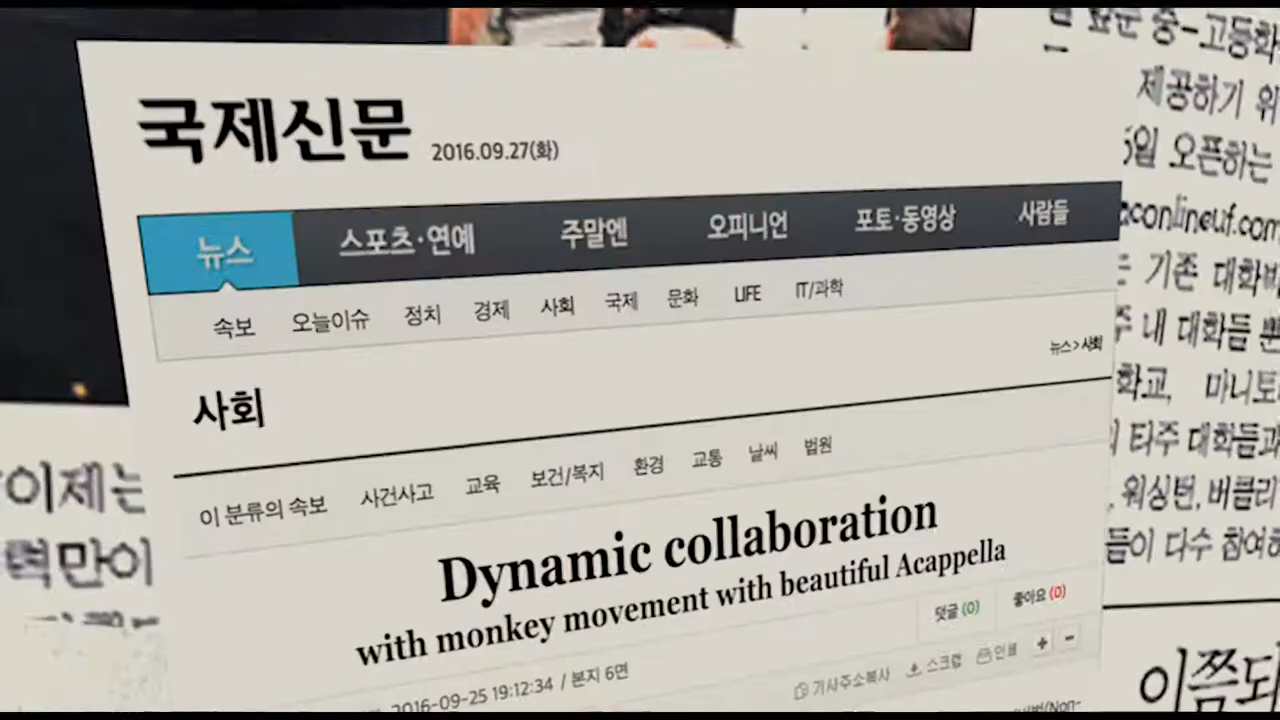 국제신문 2016.09.27(화)
뉴스 스포츠·연예 주말엔 오피니언 포토·동영상 사람들
속보 오늘이슈 정치 경제 사회 국제 문화 LIFE IT/과학
뉴스 > 사회
사회
이 분류의 속보 사건사고 교육 보건/복지 환경 교통 날씨 법원
Dynamic collaboration
with monkey movement with beautiful Acappella
덧글 (0) 좋아요 (0)
2016-09-25 19:12:34 / 본지 6면
기사주소복사 스크랩 인쇄 + -
이제는
력만이
중-고등학
제공하기 위
일 오픈하는
기존 대학
내 대학들
학교, 마니토
타주 대학들과
워싱턴, 버클리
들이 다수 참여
이쯤되